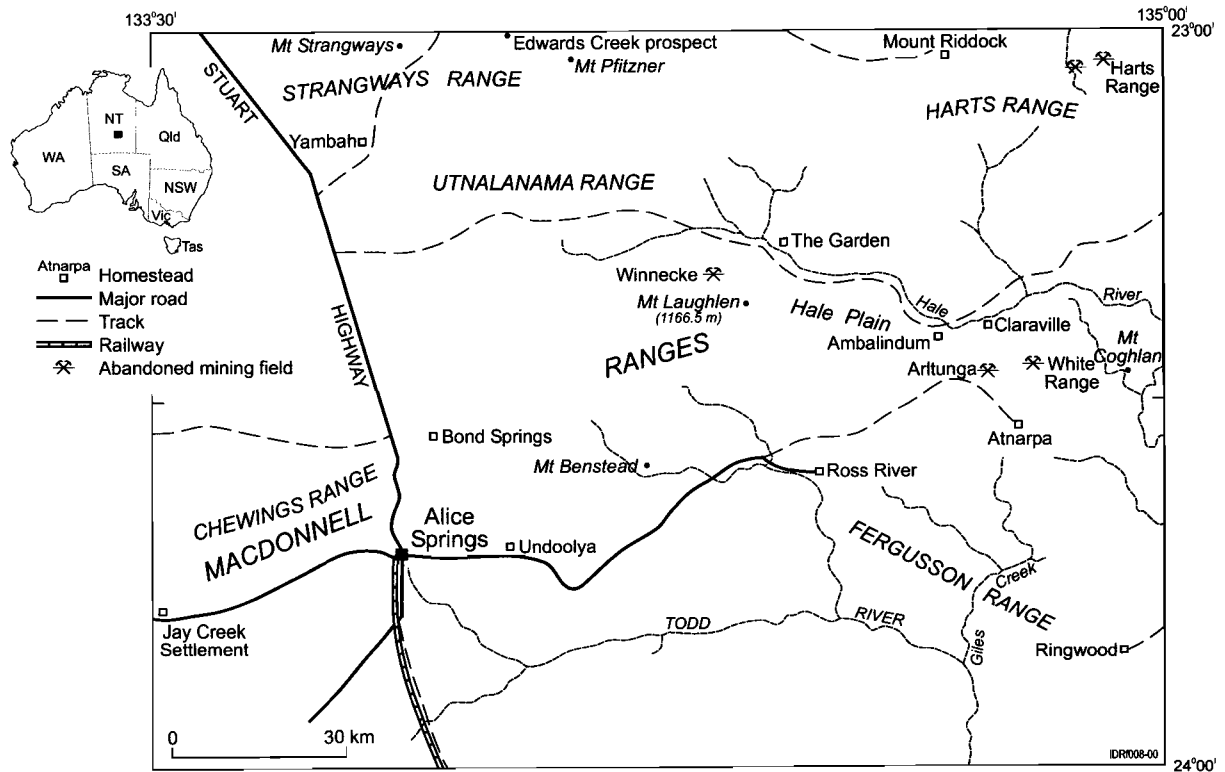 133°30'
135°00'
23°00'
Mt Strangways
Edwards Creek prospect
Mt Pfitzner
Mount Riddock
Harts
Range
STUART
STRANGWAYS RANGE
HARTS RANGE
NT
WA
Qld
SA
NSW
Vic
Tas
Yambah
UTNALANAMA RANGE
The Garden
Atnarpa
Homestead
Major road
Track
Railway
Abandoned mining field
HIGHWAY
Winnecke
Mt Laughlen
(1166.5 m)
Hale Plain
Hale
River
Claraville
Ambalindum
Mt
Coghlan
RANGES
Arltunga
White
Range
Atnarpa
Bond Springs
Mt Benstead
Ross River
CHEWINGS RANGE
MACDONNELL
Alice
Springs
Undoolya
FERGUSSON RANGE
Creek
Giles
TODD RIVER
Jay Creek
Settlement
Ringwood
0 30 km
IDRf008-00
24°00'